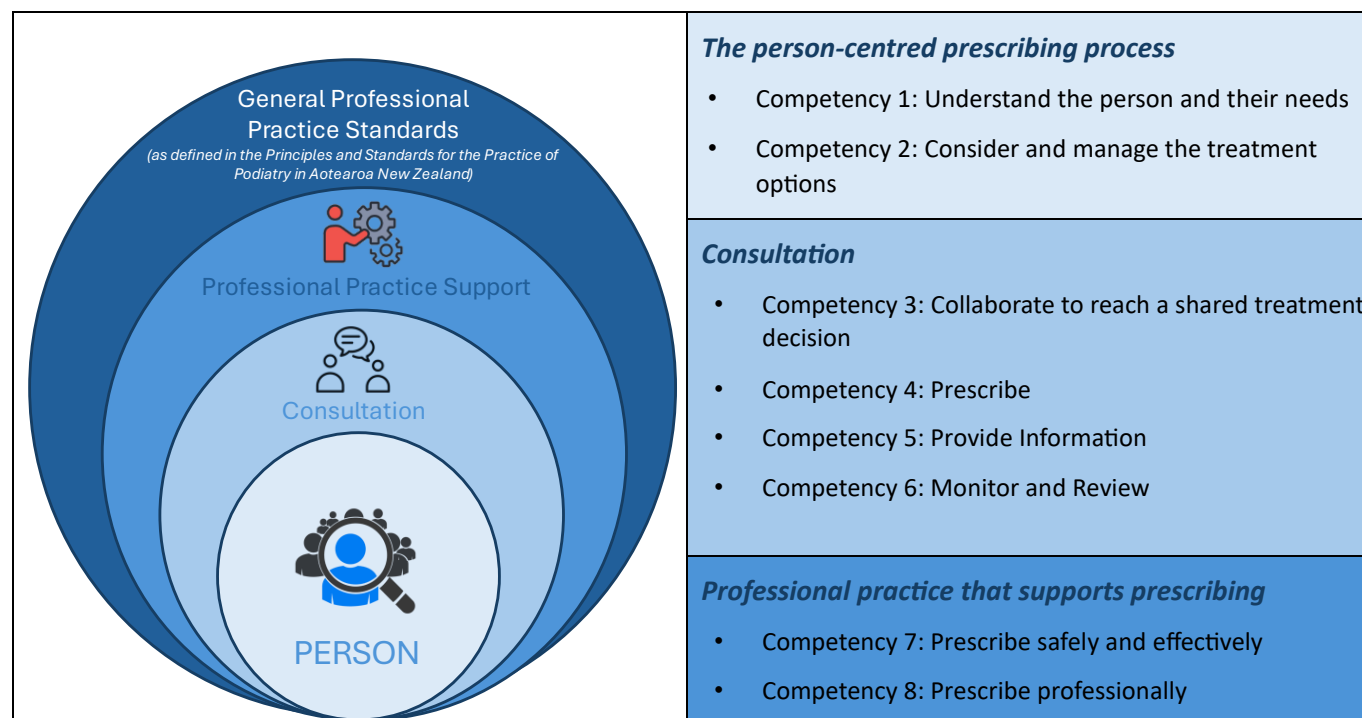 General Professional
Practice Standards
(as defined in the Principles and Standards for the Practice of
Podiatry in Aotearoa New Zealand)
Professional Practice Support
Consultation
PERSON
The person-centred prescribing process
• Competency 1: Understand the person and their needs
• Competency 2: Consider and manage the treatment
options
Consultation
• Competency 3: Collaborate to reach a shared treatment
decision
• Competency 4: Prescribe
• Competency 5: Provide Information
• Competency 6: Monitor and Review
Professional practice that supports prescribing
• Competency 7: Prescribe safely and effectively
• Competency 8: Prescribe professionally